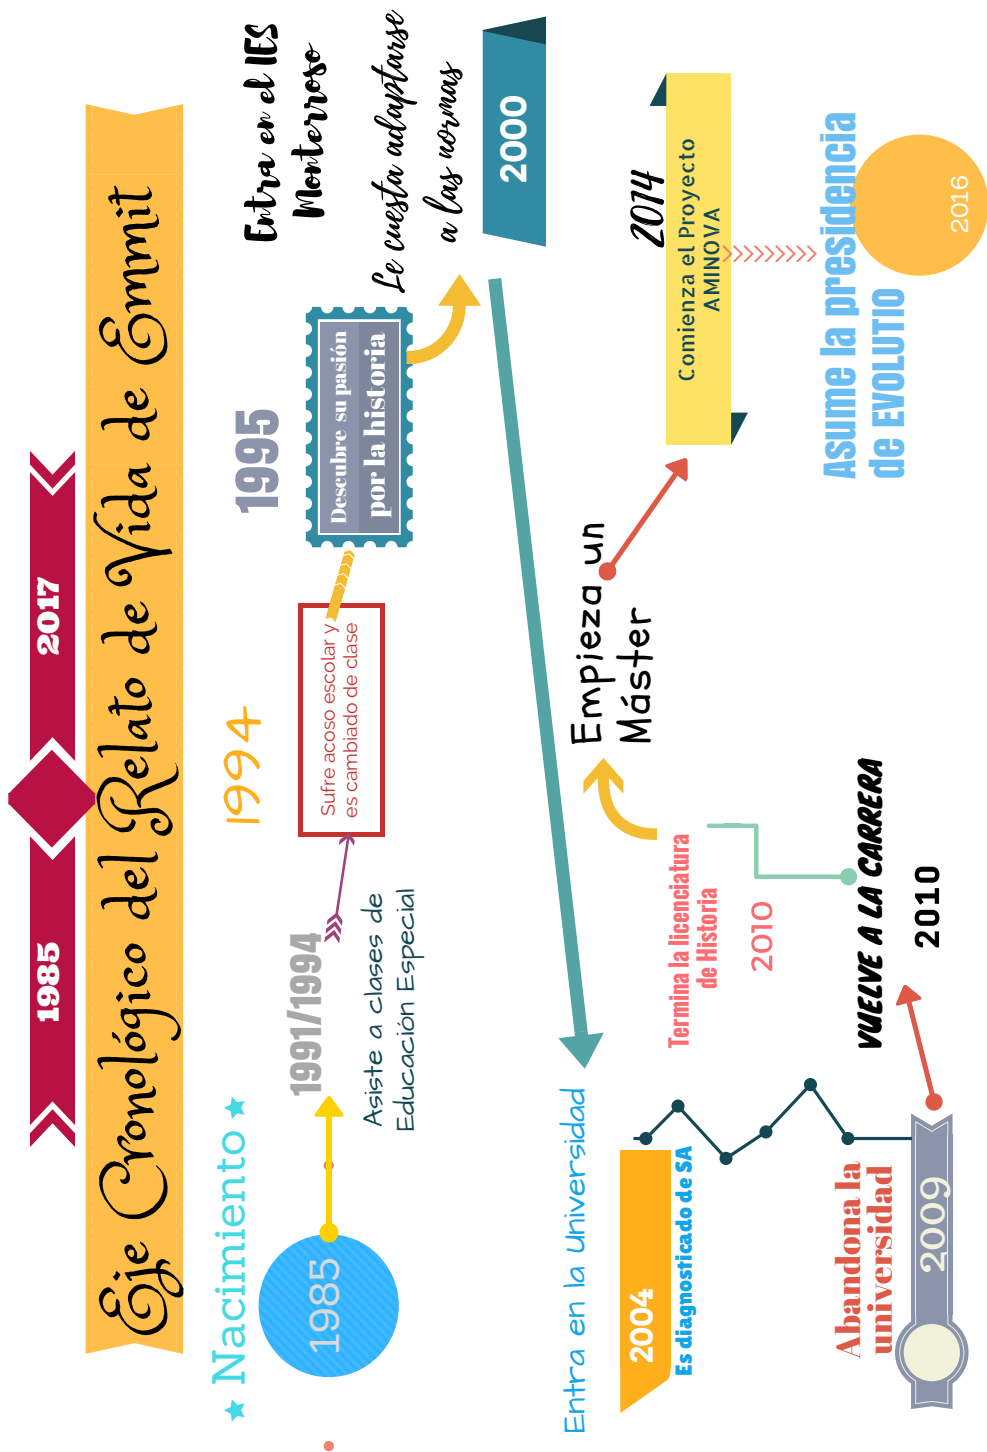 1985
2017
Eje Cronológico del Relato de Vida de Emmit
Nacimiento
1985
1991/1994
Asiste a clases de
Educación Especial
1994
Sufre acoso escolar y
es cambiado de clase
1995
Descubre su pasión
por la historia
Entra en el IES
Monterroso
Le cuesta adaptarse
a las normas
2000
Entra en la Universidad
2004
Es diagnosticado de SA
Abandona la
universidad
2009
VUELVE A LA CARRERA
2010
Termina la licenciatura
de Historia
2010
Empieza un
Máster
2014
Comienza el Proyecto
AMINOVA
Asume la presidencia
de EVOLUTIO
2016